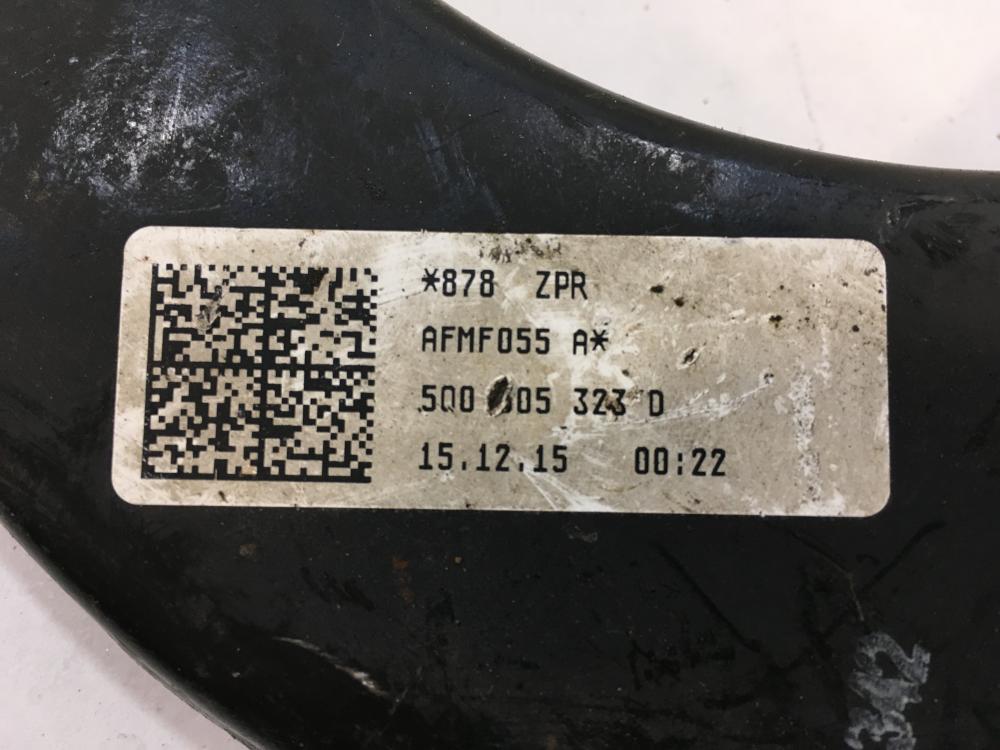 *878 ZPR
AFMF055 A*
5Q0 323 D
15.12.15 00:22